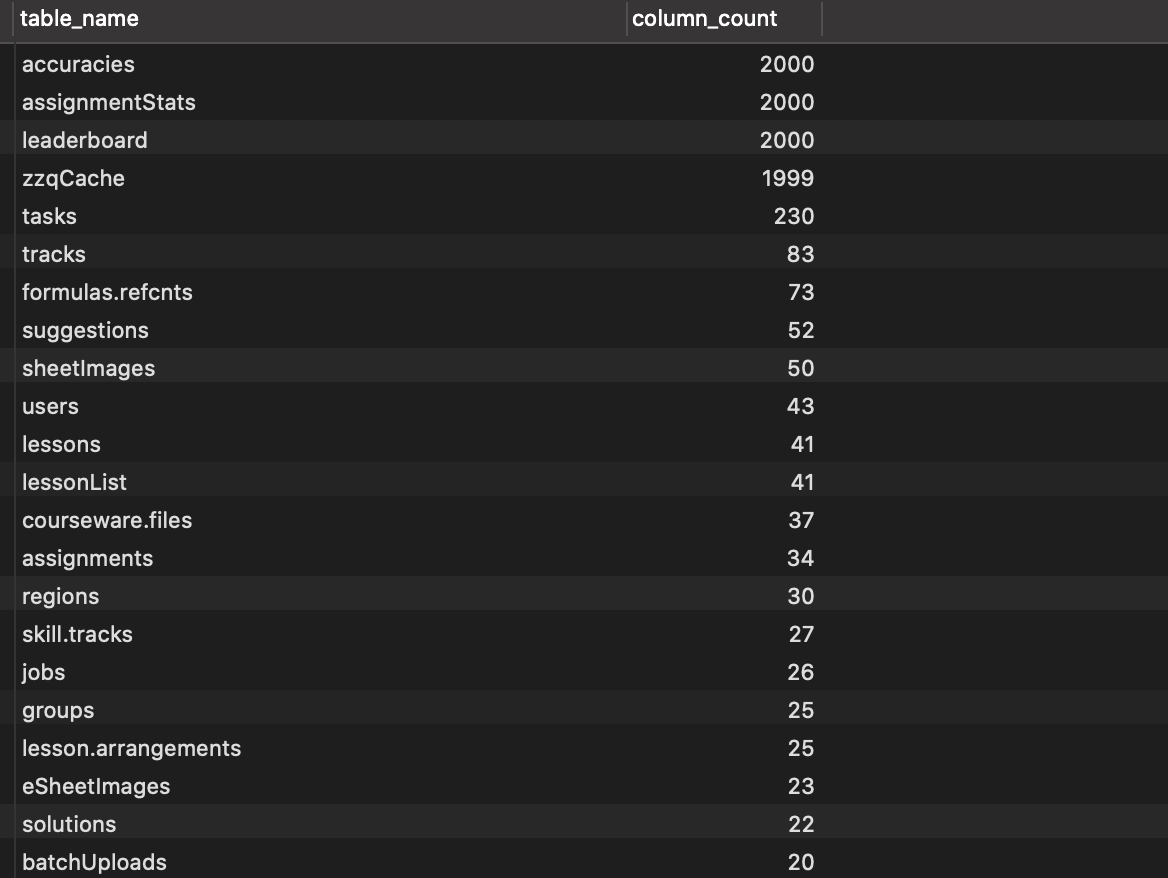 table_name column_count
accuracies 2000
assignmentStats 2000
leaderboard 2000
zzqCache 1999
tasks 230
tracks 83
formulas.refcnts 73
suggestions 52
sheetImages 50
users 43
lessons 41
lessonList 41
courseware.files 37
assignments 34
regions 30
skill.tracks 27
jobs 26
groups 25
lesson.arrangements 25
eSheetImages 23
solutions 22
batchUploads 20